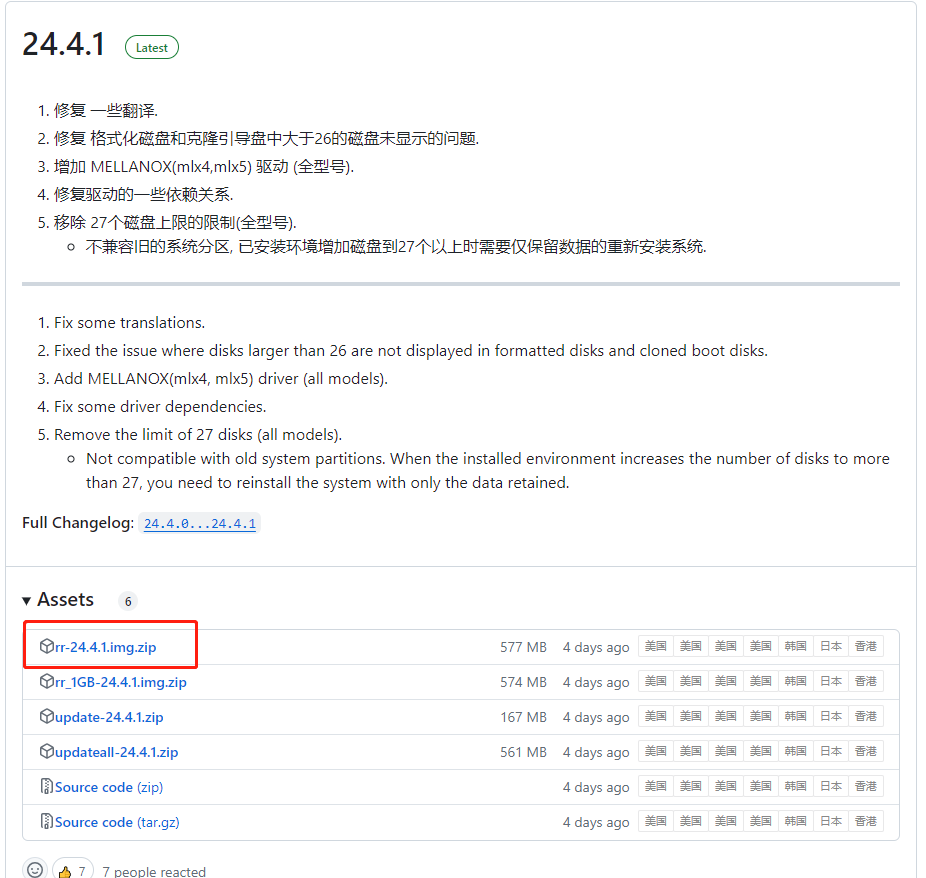 24.4.1 Latest
1. 修复 一些翻译.
2. 修复 格式化磁盘和克隆引导盘中大于26的磁盘未显示的问题.
3. 增加 MELLANOX(mlx4,mlx5) 驱动 (全型号).
4. 修复驱动的一些依赖关系.
5. 移除 27个磁盘上限的限制(全型号).
不兼容旧的系统分区, 已安装环境增加磁盘到27个以上时需要仅保留数据的重新安装系统.
1. Fix some translations.
2. Fixed the issue where disks larger than 26 are not displayed in formatted disks and cloned boot disks.
3. Add MELLANOX(mlx4, mlx5) driver (all models).
4. Fix some driver dependencies.
5. Remove the limit of 27 disks (all models).
Not compatible with old system partitions. When the installed environment increases the number of disks to more
than 27, you need to reinstall the system with only the data retained.
Full Changelog: 24.4.0...24.4.1
Assets 6
rr-24.4.1.img.zip 577 MB 4 days ago 美国 美国 美国 美国 韩国 日本 香港
rr_1GB-24.4.1.img.zip 574 MB 4 days ago 美国 美国 美国 美国 韩国 日本 香港
update-24.4.1.zip 167 MB 4 days ago 美国 美国 美国 美国 韩国 日本 香港
updateall-24.4.1.zip 561 MB 4 days ago 美国 美国 美国 美国 韩国 日本 香港
Source code (zip) 4 days ago 美国 美国 美国 美国 韩国 日本 香港
Source code (tar.gz) 4 days ago 美国 美国 美国 美国 韩国 日本 香港
7 7 people reacted